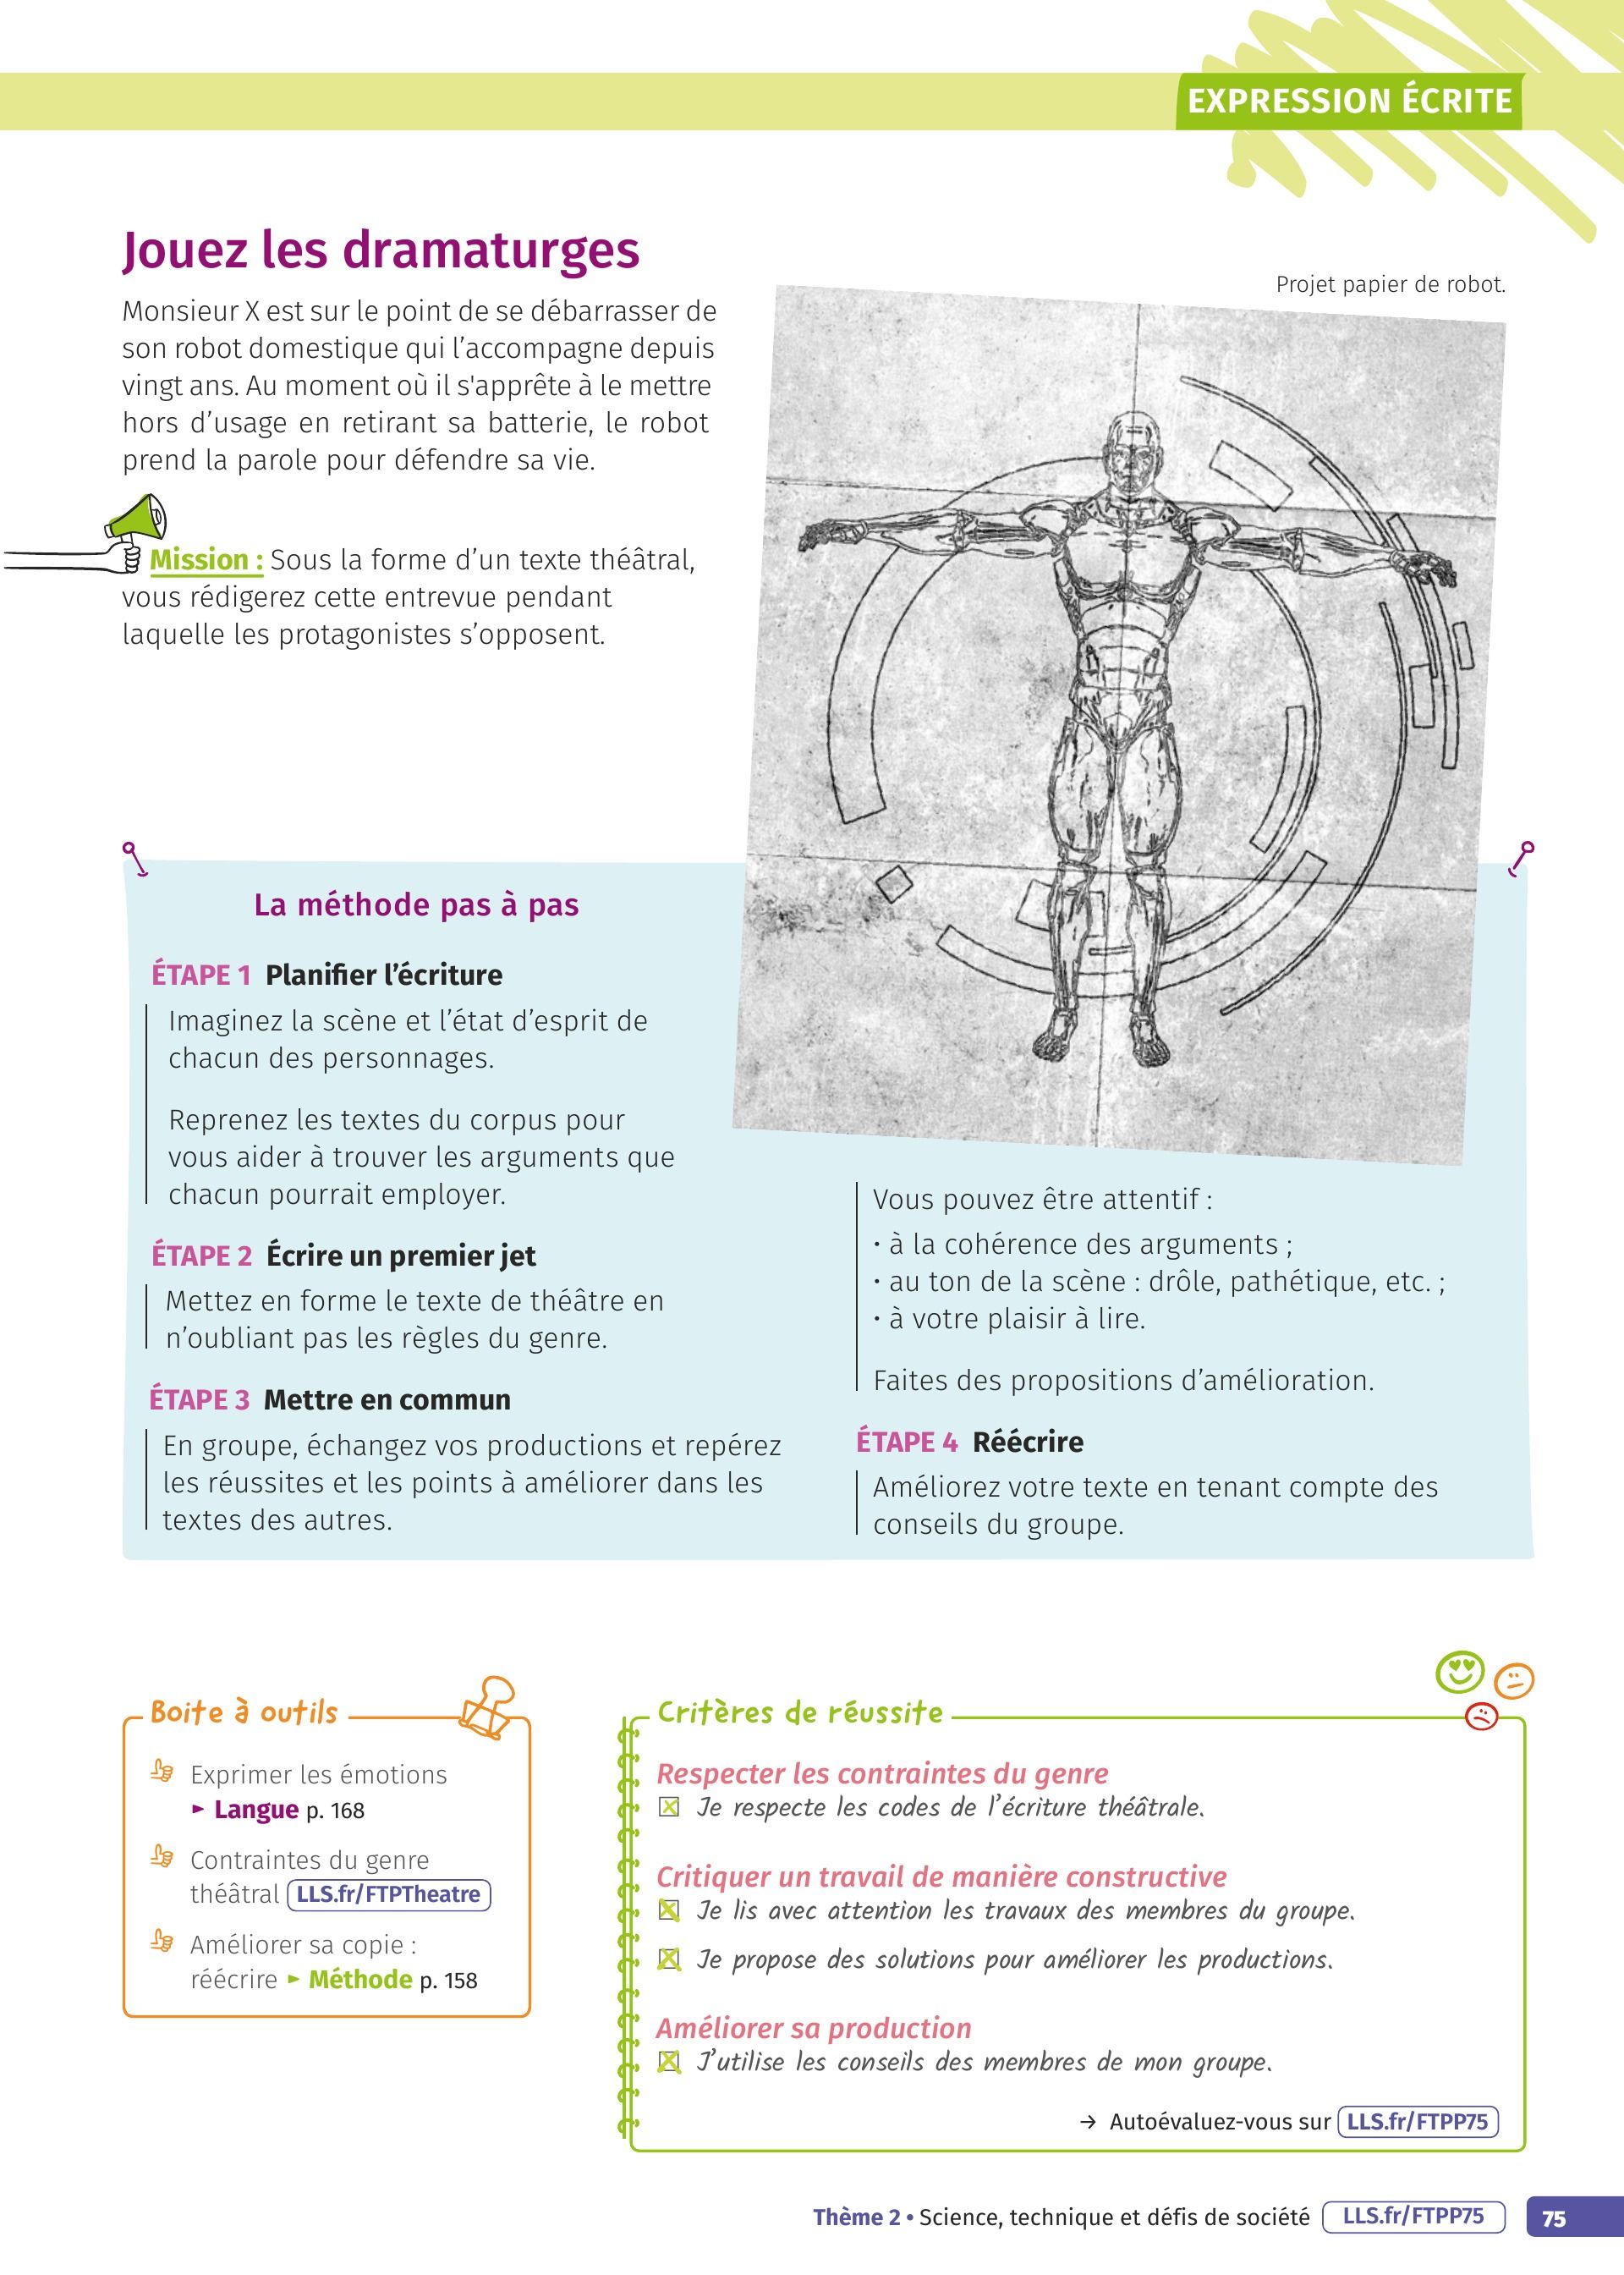 EXPRESSION ÉCRITE
Jouez les dramaturges
Projet papier de robot.
Monsieur X est sur le point de se débarrasser de
son robot domestique qui l’accompagne depuis
vingt ans. Au moment où il s'apprête à le mettre
hors d’usage en retirant sa batterie, le robot
prend la parole pour défendre sa vie.
Mission : Sous la forme d’un texte théâtral,
vous rédigerez cette entrevue pendant
laquelle les protagonistes s’opposent.
La méthode pas à pas
ÉTAPE 1 Planifier l’écriture
Imaginez la scène et l’état d’esprit de
chacun des personnages.
Reprenez les textes du corpus pour
vous aider à trouver les arguments que
chacun pourrait employer.
ÉTAPE 2 Écrire un premier jet
Mettez en forme le texte de théâtre en
n’oubliant pas les règles du genre.
ÉTAPE 3 Mettre en commun
En groupe, échangez vos productions et repérez
les réussites et les points à améliorer dans les
textes des autres.
Vous pouvez être attentif :
• à la cohérence des arguments ;
• au ton de la scène : drôle, pathétique, etc. ;
• à votre plaisir à lire.
Faites des propositions d’amélioration.
ÉTAPE 4 Réécrire
Améliorez votre texte en tenant compte des
conseils du groupe.
Boite à outils
Exprimer les émotions
► Langue p. 168
Contraintes du genre
théâtral LLS.fr/FTPTheatre
Améliorer sa copie :
réécrire ► Méthode p. 158
Critères de réussite
Respecter les contraintes du genre
Je respecte les codes de l’écriture théâtrale.
Critiquer un travail de manière constructive
Je lis avec attention les travaux des membres du groupe.
Je propose des solutions pour améliorer les productions.
Améliorer sa production
J’utilise les conseils des membres de mon groupe.
→ Autoévaluez-vous sur LLS.fr/FTPP75
Thème 2 • Science, technique et défis de société LLS.fr/FTPP75 75